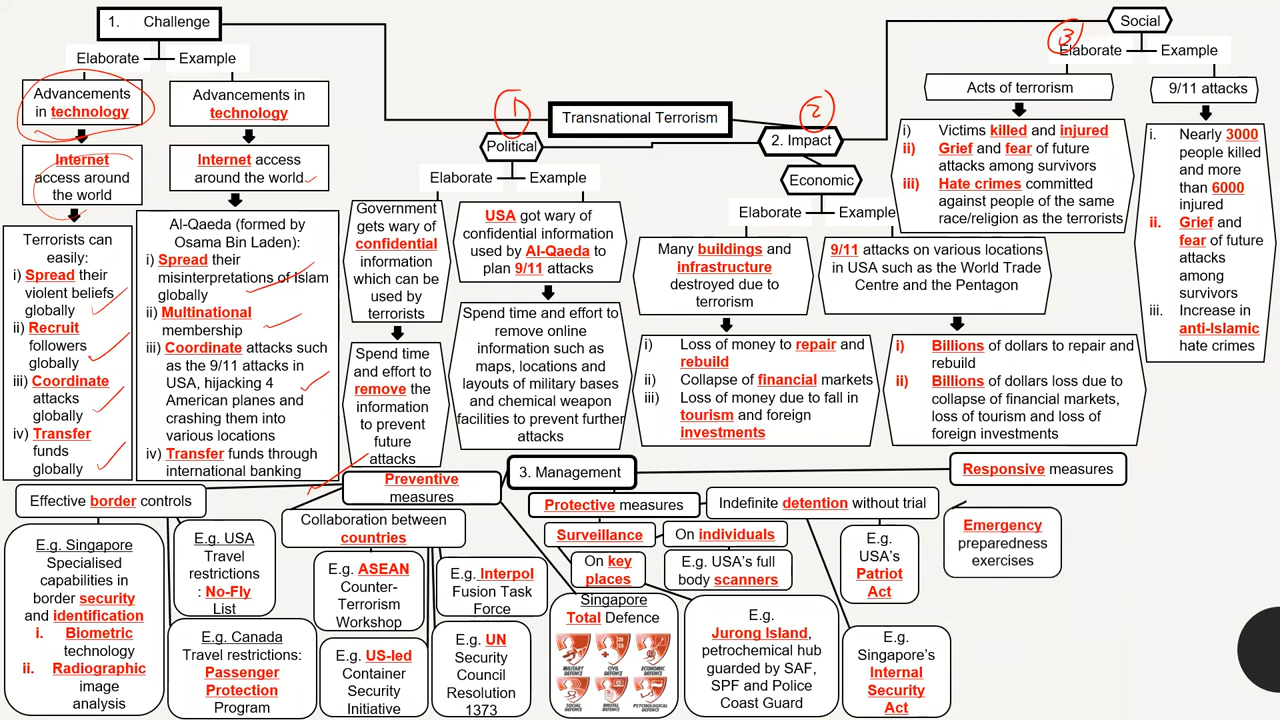 1. Challenge
Elaborate
Example
Advancements
in technology
Internet
access around
the world
Terrorists can
easily:
i) Spread their
violent beliefs
globally
ii) Recruit
followers
globally
iii) Coordinate
attacks
globally
iv) Transfer
funds
globally
Advancements in
technology
Internet access
around the world
Al-Qaeda (formed by
Osama Bin Laden):
i) Spread their
misinterpretations of Islam
globally
ii) Multinational
membership
iii) Coordinate attacks such
as the 9/11 attacks in
USA, hijacking 4
American planes and
crashing them into
various locations
iv) Transfer funds through
international banking
Transnational Terrorism
2. Impact
1
Political
Elaborate
Example
Government
gets wary of
confidential
information
which can be
used by
terrorists
Spend time
and effort to
remove the
information
to prevent
future
attacks
USA got wary of
confidential information
used by Al-Qaeda to
plan 9/11 attacks
Spend time and effort to
remove online
information such as
maps, locations and
layouts of military bases
and chemical weapon
facilities to prevent further
attacks
2
Economic
Elaborate
Example
Many buildings and
infrastructure
destroyed due to
terrorism
i) Loss of money to repair and
rebuild
ii) Collapse of financial markets
iii) Loss of money due to fall in
tourism and foreign
investments
9/11 attacks on various locations
in USA such as the World Trade
Centre and the Pentagon
i) Billions of dollars to repair and
rebuild
ii) Billions of dollars loss due to
collapse of financial markets,
loss of tourism and loss of
foreign investments
3
Social
Elaborate
Example
Acts of terrorism
i) Victims killed and injured
ii) Grief and fear of future
attacks among survivors
iii) Hate crimes committed
against people of the same
race/religion as the terrorists
9/11 attacks
i. Nearly 3000
people killed
and more
than 6000
injured
ii. Grief and
fear of future
attacks
among
survivors
iii. Increase in
anti-Islamic
hate crimes
3. Management
Preventive
measures
Effective border controls
E.g. Singapore
Specialised
capabilities in
border security
and identification
i. Biometric
technology
ii. Radiographic
image
analysis
E.g. USA
Travel
restrictions
: No-Fly
List
E.g. Canada
Travel restrictions:
Passenger
Protection
Program
Collaboration between
countries
E.g. ASEAN
Counter-
Terrorism
Workshop
E.g. US-led
Container
Security
Initiative
E.g. Interpol
Fusion Task
Force
E.g. UN
Security
Council
Resolution
1373
Protective measures
Surveillance
On key
places
On individuals
E.g. USA's full
body scanners
Singapore
Total Defence
MILITARY
DEFENCE
CIVIL
DEFENCE
ECONOMIC
DEFENCE
SOCIAL
DEFENCE
DIGITAL
DEFENCE
PSYCHOLOGICAL
DEFENCE
E.g.
Jurong Island,
petrochemical hub
guarded by SAF,
SPF and Police
Coast Guard
Indefinite detention without trial
E.g.
USA's
Patriot
Act
E.g.
Singapore's
Internal
Security
Act
Responsive measures
Emergency
preparedness
exercises